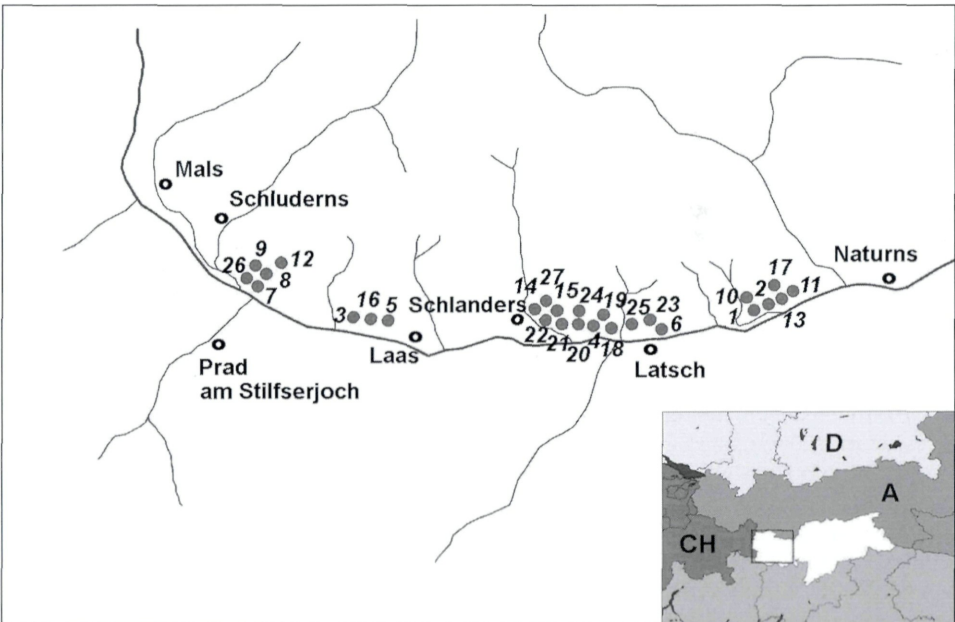 Mals
Schluderns
Naturns
9
12
26
8
7
17
10 2 11
1
13
27
14 15 24 19 25 23
3 16 5 Schlanders
22
21
20
4 18
6
Laas
Latsch
Prad
am Stilfserjoch
D
A
CH